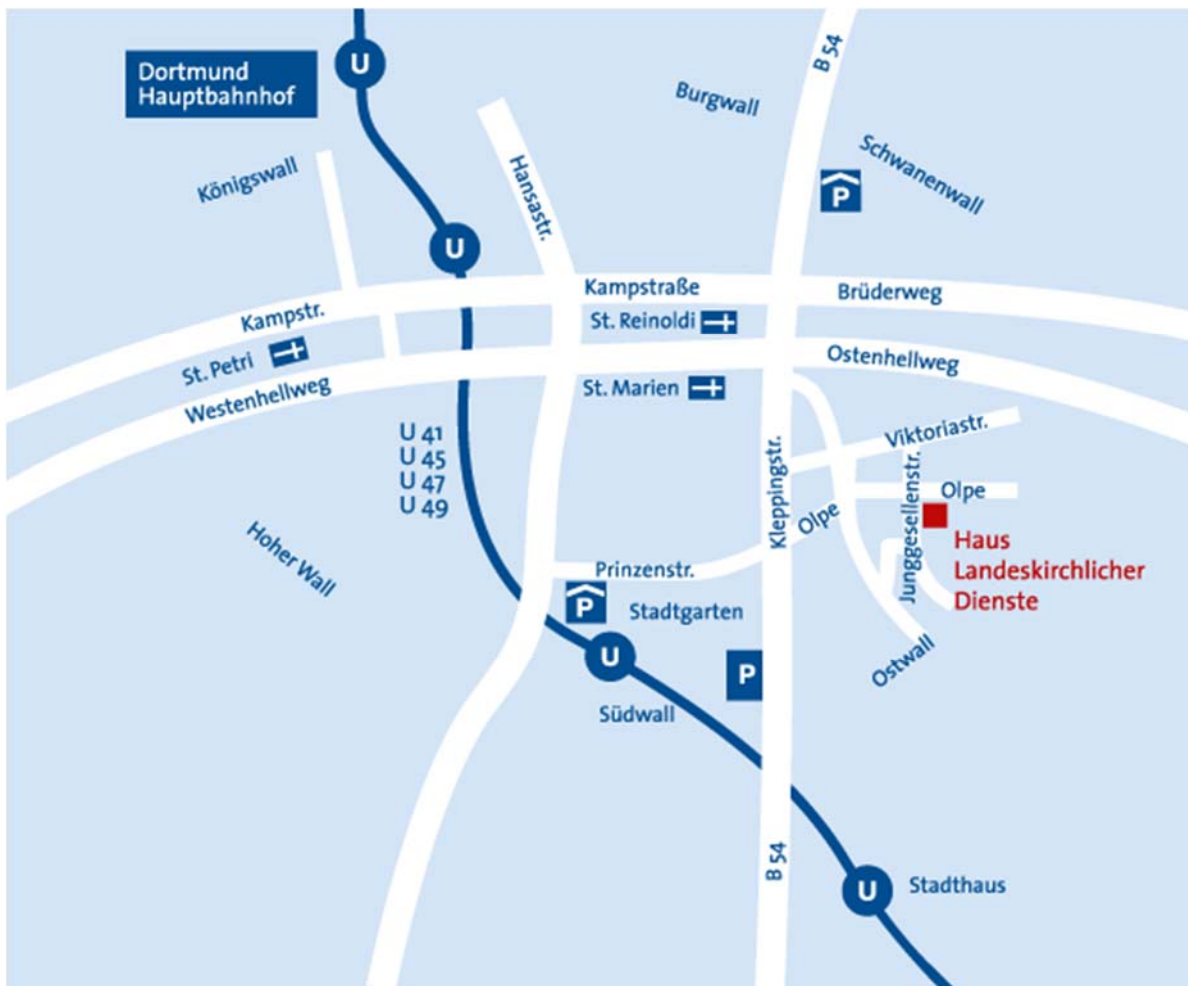 B 54
U
Dortmund
Hauptbahnhof
Burgwall
Schwanenwall
Königswall
Hansastr.
P
U
Kampstraße
Brüderweg
Kampstr.
St. Reinoldi
St. Petri
Ostenhellweg
Westenhellweg
St. Marien
U 41
U 45
U 47
U 49
Viktoriastr.
Kleppingstr.
Junggesellenstr.
Olpe
Olpe
Haus
Landeskirchlicher
Dienste
Hoher Wall
Prinzenstr.
P
Stadtgarten
U
P
Ostwall
Südwall
B 54
U
Stadthaus